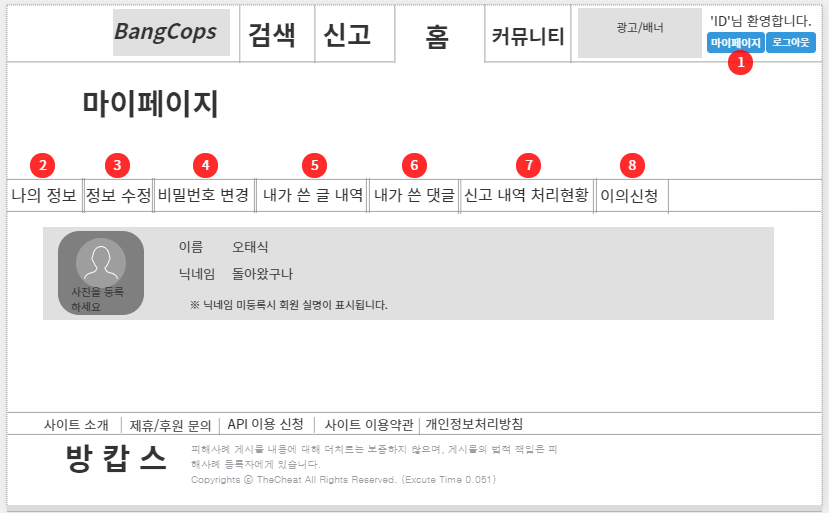 BangCops 검색 신고 홈 커뮤니티 광고/배너 'ID'님 환영합니다.
마이페이지 로그아웃
1
마이페이지
2 3 4 5 6 7 8
나의 정보 정보 수정 비밀번호 변경 내가 쓴 글 내역 내가 쓴 댓글 신고 내역 처리현황 이의신청
이름 오태식
닉네임 돌아왔구나
사진을 등록
하세요
※ 닉네임 미등록시 회원 실명이 표시됩니다.
사이트 소개 제휴/후원 문의 API 이용 신청 사이트 이용약관 개인정보처리방침
방 캅 스
피해사례 게시물 내용에 대해 더치트는 보증하지 않으며, 게시물의 법적 책임은 피
해사례 등록자에게 있습니다.
Copyrights ⓒ TheCheat All Rights Reserved. (Excute Time 0.051)